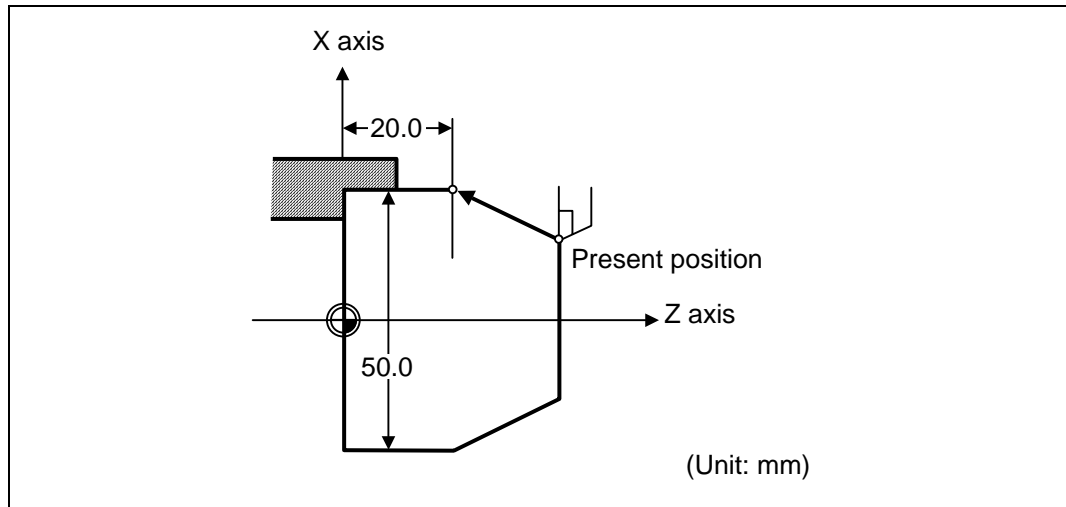 X axis
20.0
Present position
Z axis
50.0
(Unit: mm)